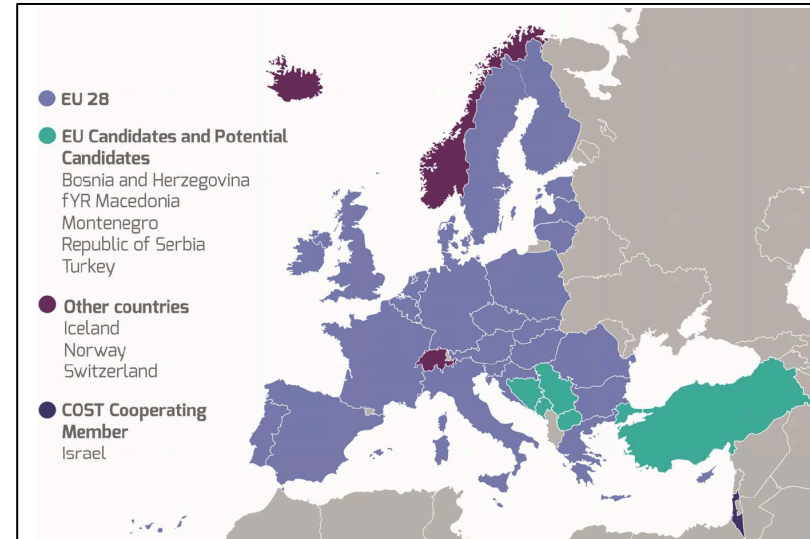 EU 28
EU Candidates and Potential
Candidates
Bosnia and Herzegovina
fYR Macedonia
Montenegro
Republic of Serbia
Turkey
Other countries
Iceland
Norway
Switzerland
COST Cooperating
Member
Israel